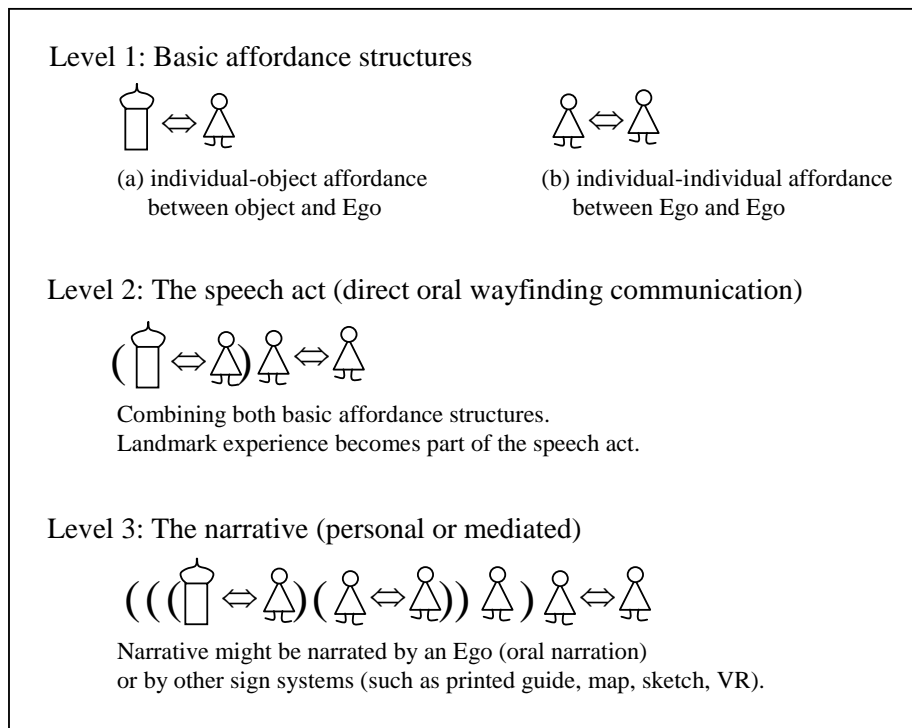 Level 1: Basic affordance structures
(a) individual-object affordance
between object and Ego
(b) individual-individual affordance
between Ego and Ego
Level 2: The speech act (direct oral wayfinding communication)
Combining both basic affordance structures.
Landmark experience becomes part of the speech act.
Level 3: The narrative (personal or mediated)
Narrative might be narrated by an Ego (oral narration)
or by other sign systems (such as printed guide, map, sketch, VR).